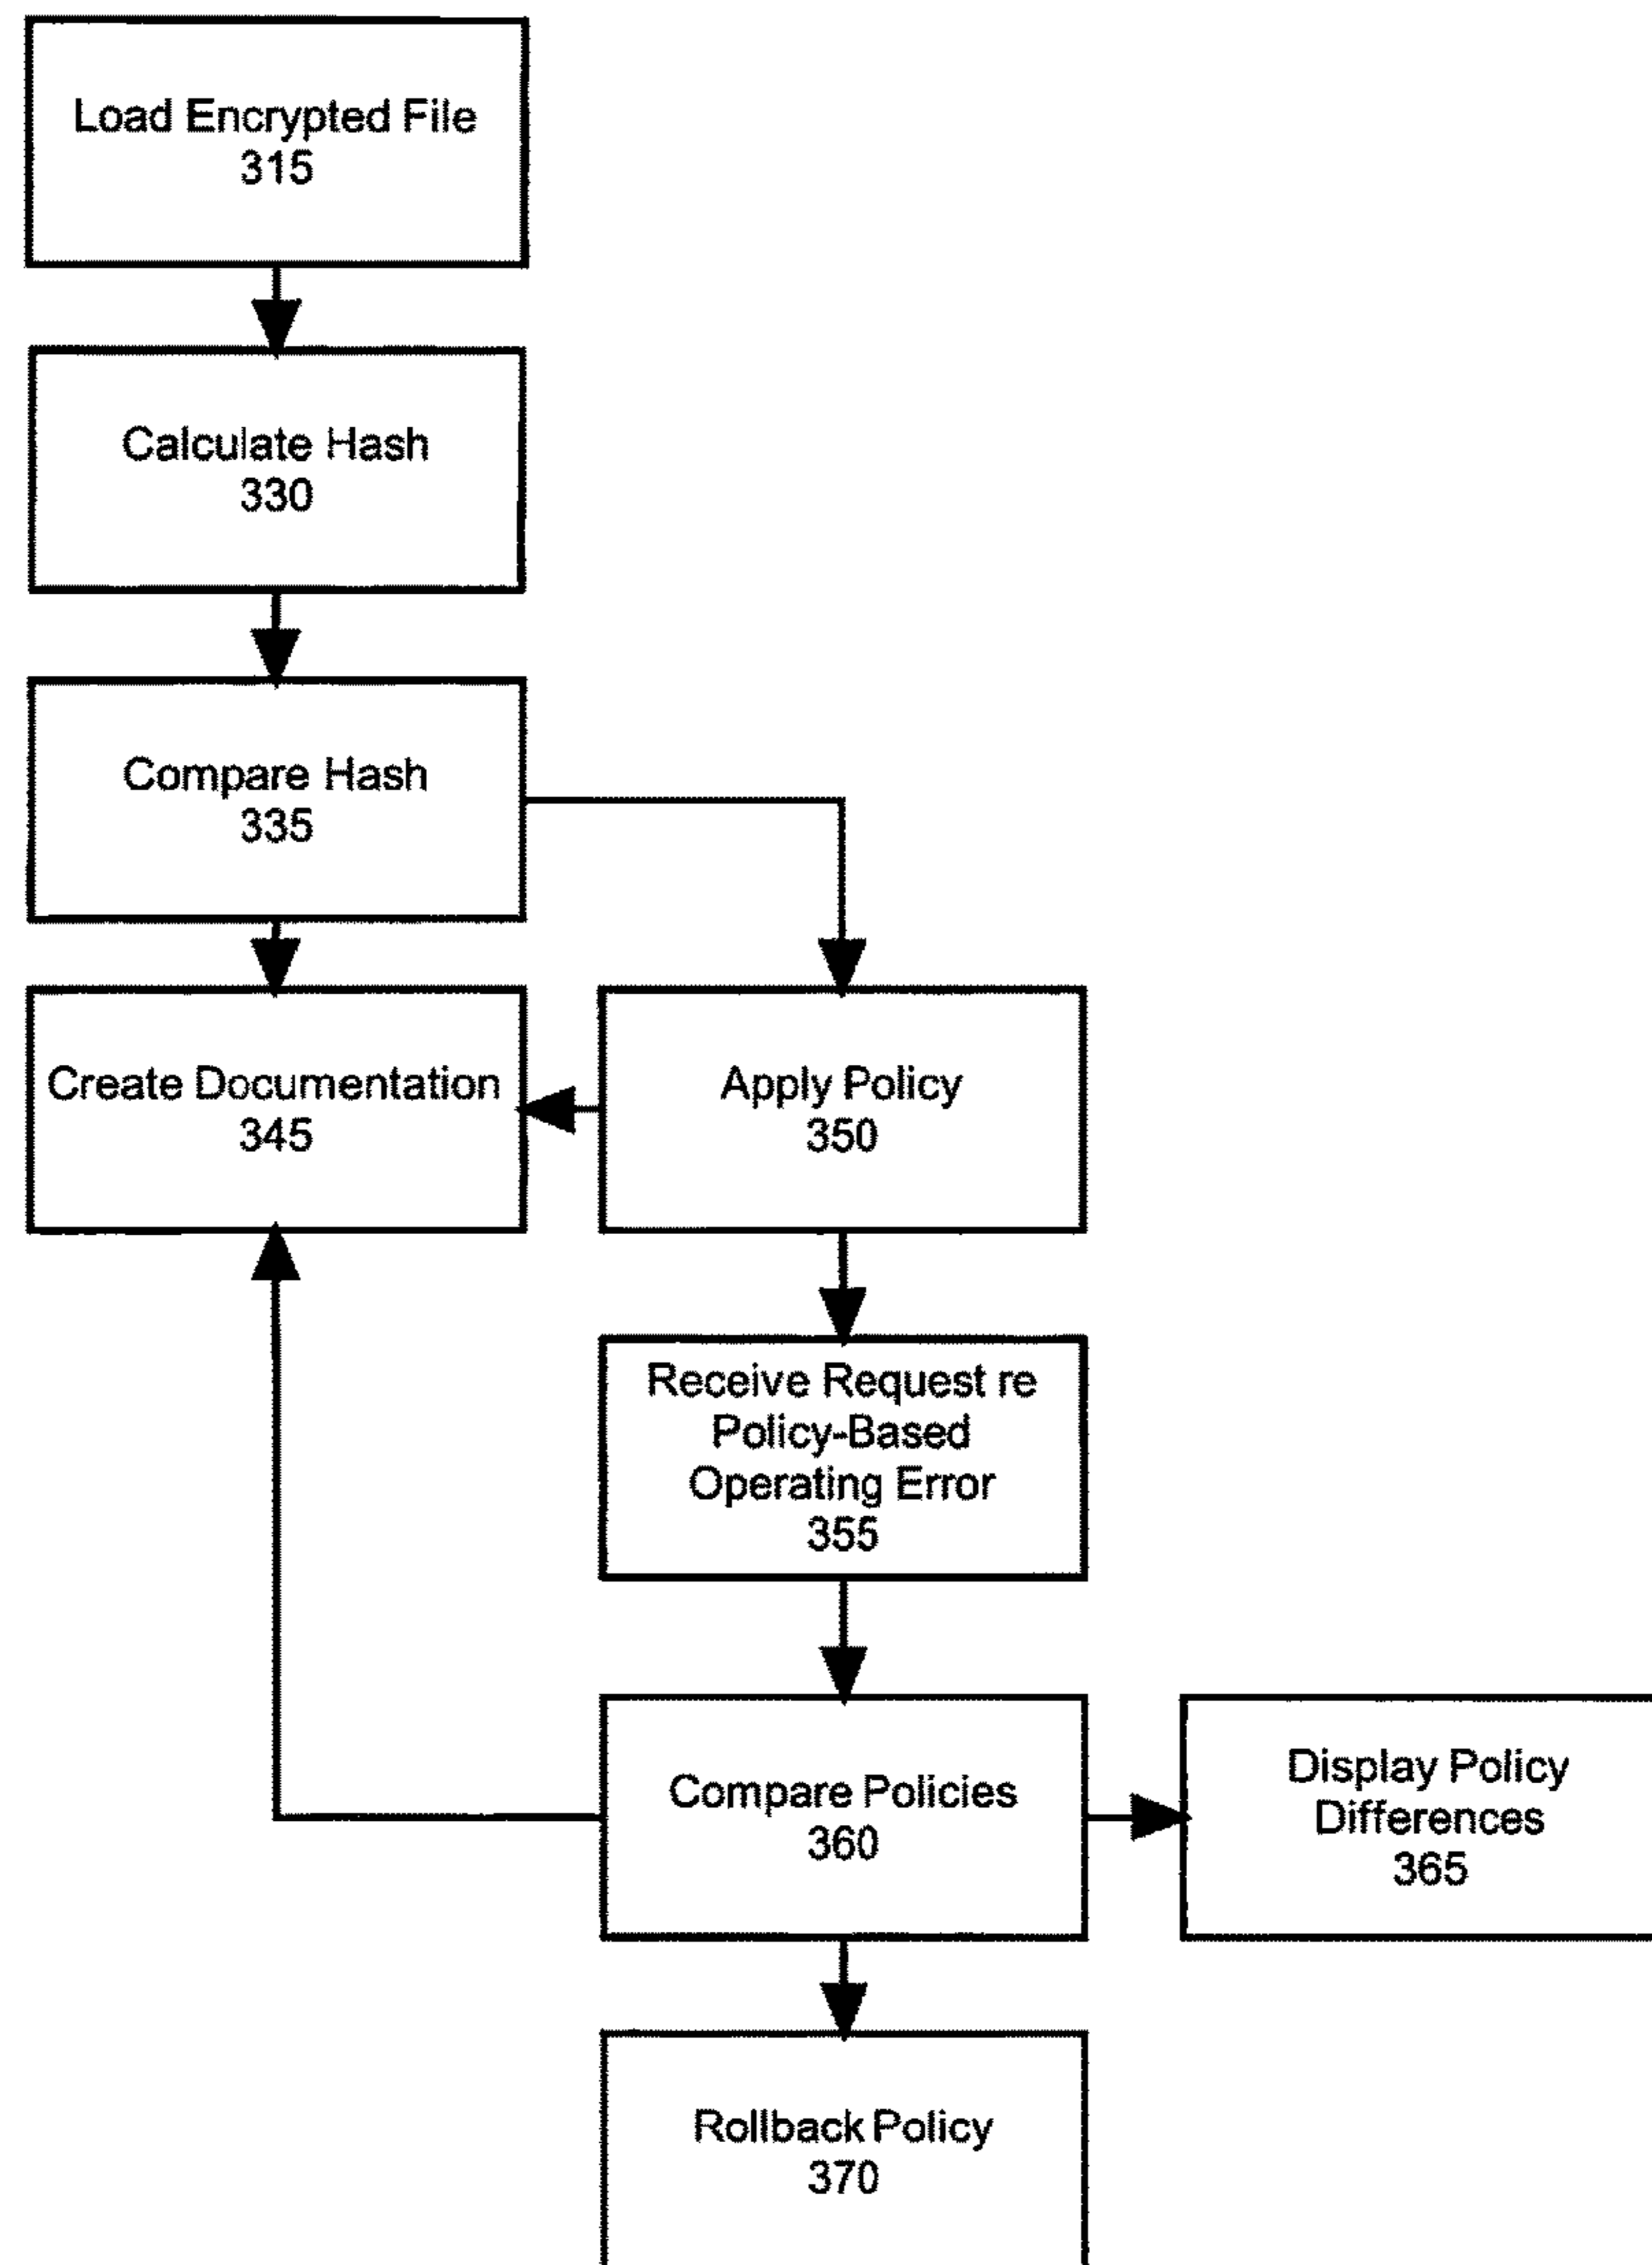 Load Encrypted File
315
Calculate Hash
330
Compare Hash
335
Create Documentation
345
Apply Policy
350
Receive Request re
Policy-Based
Operating Error
355
Compare Policies
360
Display Policy
Differences
365
Rollback Policy
370